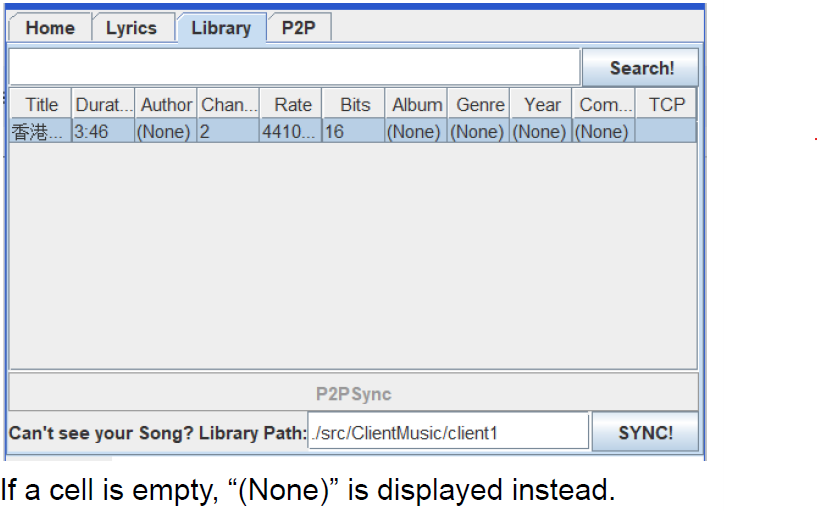 Home Lyrics Library P2P
Search!
Title Durat... Author Chan... Rate Bits Album Genre Year Com... TCP
香港... 3:46 (None) 2 4410... 16 (None) (None) (None) (None)
P2PSync
Can't see your Song? Library Path: ./src/ClientMusic/client1 SYNC!
If a cell is empty, “(None)” is displayed instead.